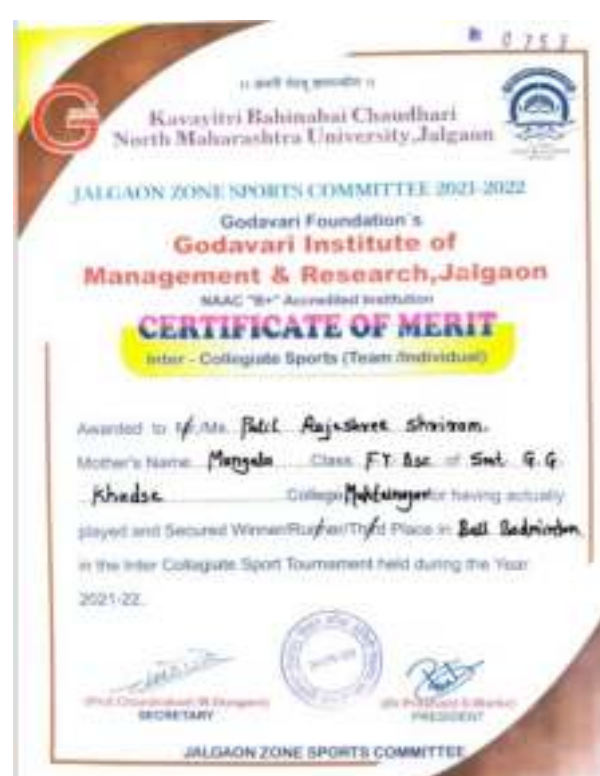 0753
Kavayitri Bahinabai Chaudhari
North Maharashtra University, Jalgaon
JALGAON ZONE SPORTS COMMITTEE 2021-2022
Godavari Foundation's
Godavari Institute of
Management & Research, Jalgaon
NAAC "B+" Accredited Institution
CERTIFICATE OF MERIT
Inter - Collegiate Sports (Team /Individual)
Awarded to Mr./Ms. Patil Rajeshree Shriram.
Mother's Name Mangala Class F.Y. Bsc of Smt. G. G.
Khadse College Muktainagar for having actually
played and Secured Winner/Runner/Third Place in Ball Badminton
in the Inter Collegiate Sport Tournament held during the Year
2021-22.
SECRETARY
PRESIDENT
JALGAON ZONE SPORTS COMMITTEE